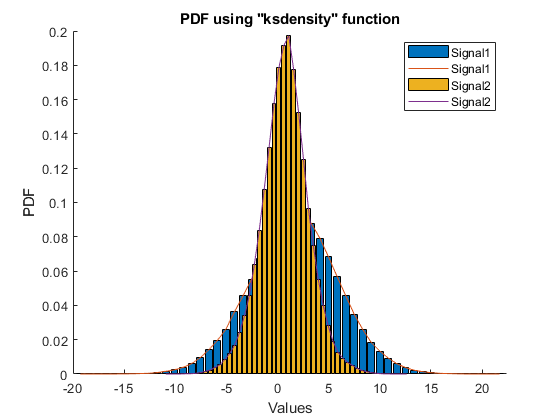 PDF using "ksdensity" function
Signal1
Signal1
Signal2
Signal2
PDF
0.2
0.18
0.16
0.14
0.12
0.1
0.08
0.06
0.04
0.02
0
-20
-15
-10
-5
0
5
10
15
20
Values